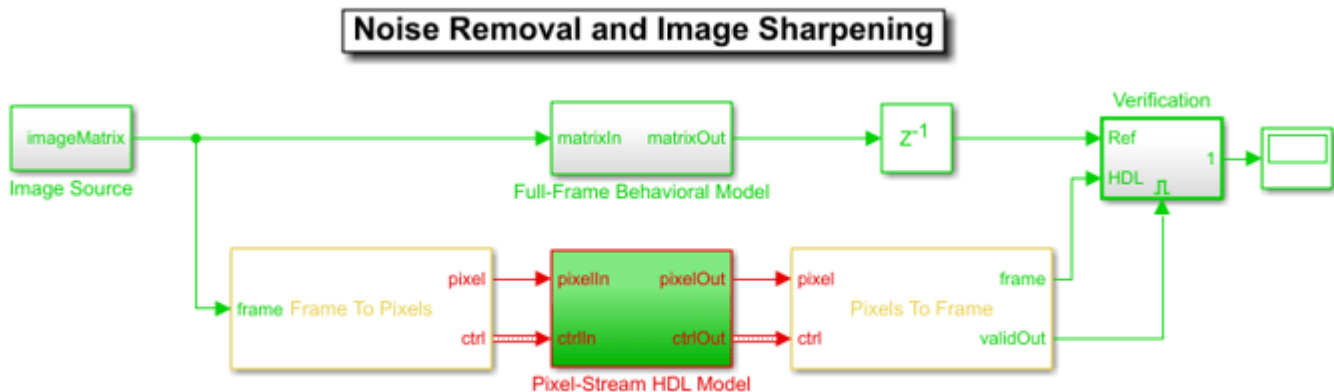 Noise Removal and Image Sharpening
Verification
imageMatrix
matrixIn matrixOut
Z-1
Ref
1
HDL
Image Source
Full-Frame Behavioral Model
pixel
pixelIn pixelOut
pixel
frame
frame
Frame To Pixels
Pixels To Frame
ctrl
ctrlIn ctrlOut
ctrl
validOut
Pixel-Stream HDL Model